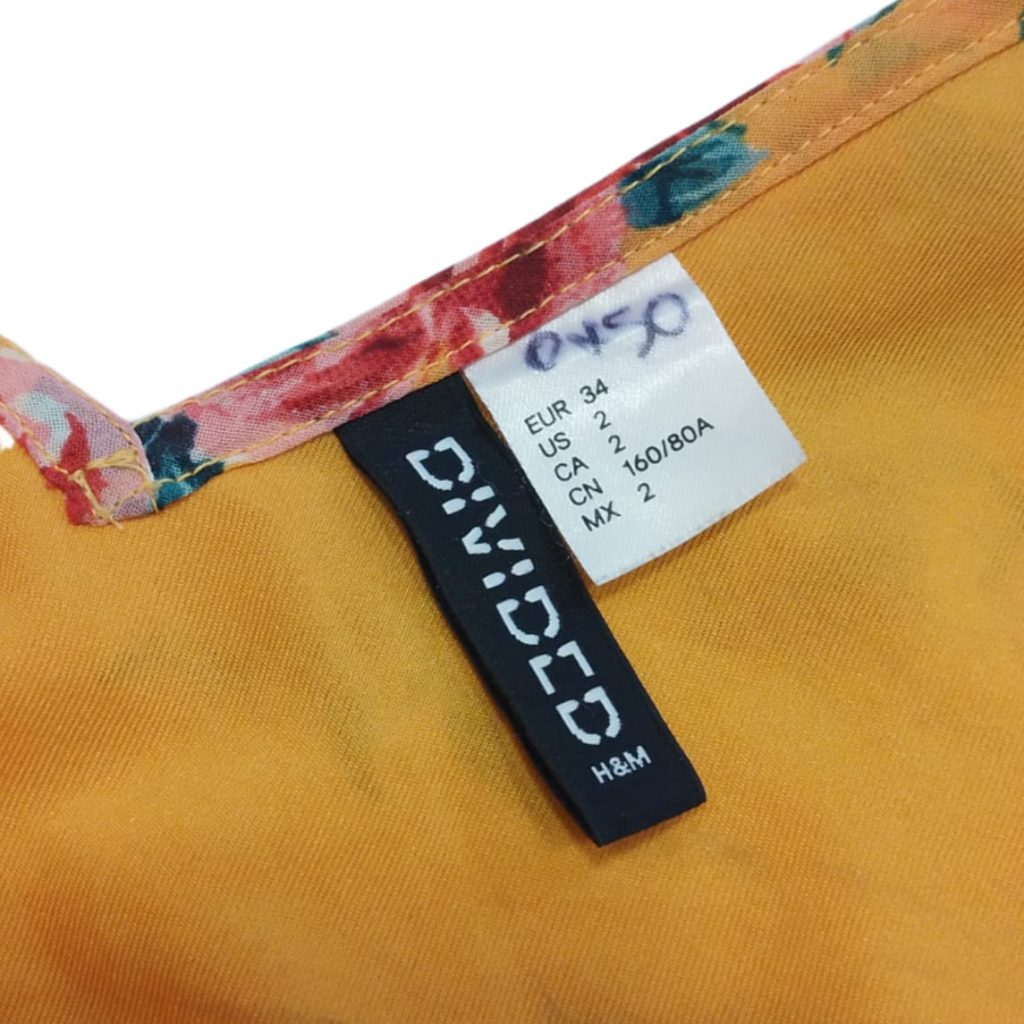 0450
EUR 34
US 2
CA 2
CN 160/80A
MX 2
DIVIDED
H&M